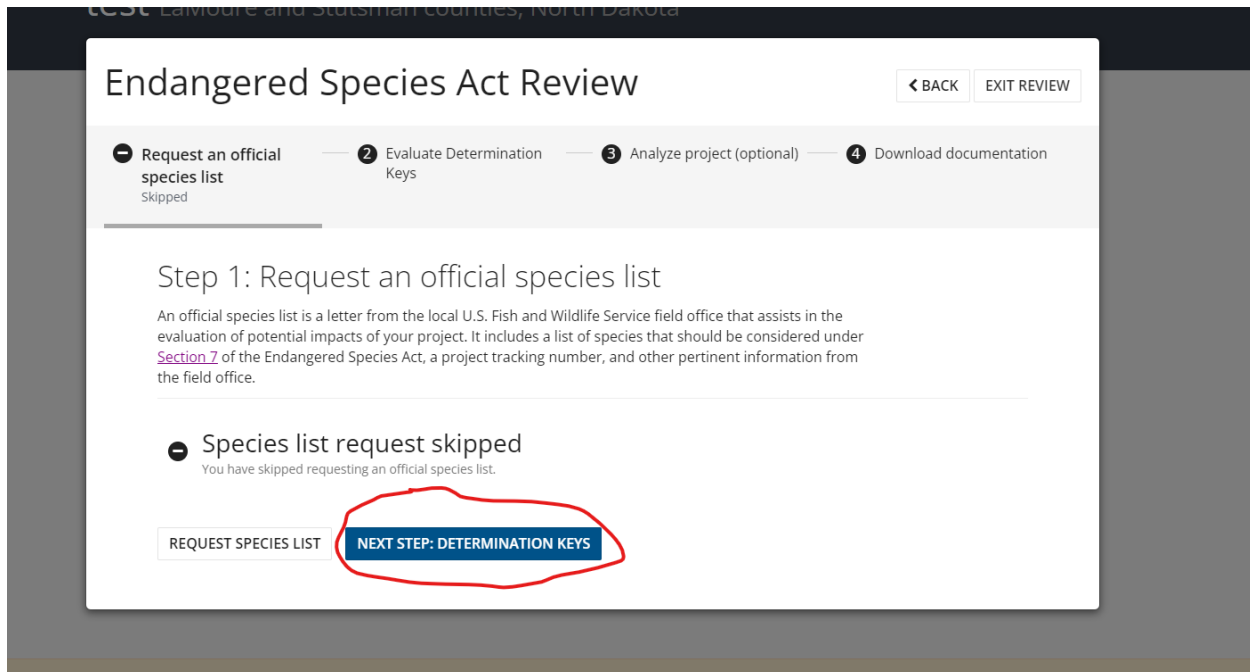 test LaMoure and Stutsman counties, North Dakota
Endangered Species Act Review
BACK
EXIT REVIEW
Request an official
species list
Skipped
2 Evaluate Determination
Keys
3 Analyze project (optional)
4 Download documentation
Step 1: Request an official species list
An official species list is a letter from the local U.S. Fish and Wildlife Service field office that assists in the
evaluation of potential impacts of your project. It includes a list of species that should be considered under
Section 7 of the Endangered Species Act, a project tracking number, and other pertinent information from
the field office.
Species list request skipped
You have skipped requesting an official species list.
REQUEST SPECIES LIST
NEXT STEP: DETERMINATION KEYS